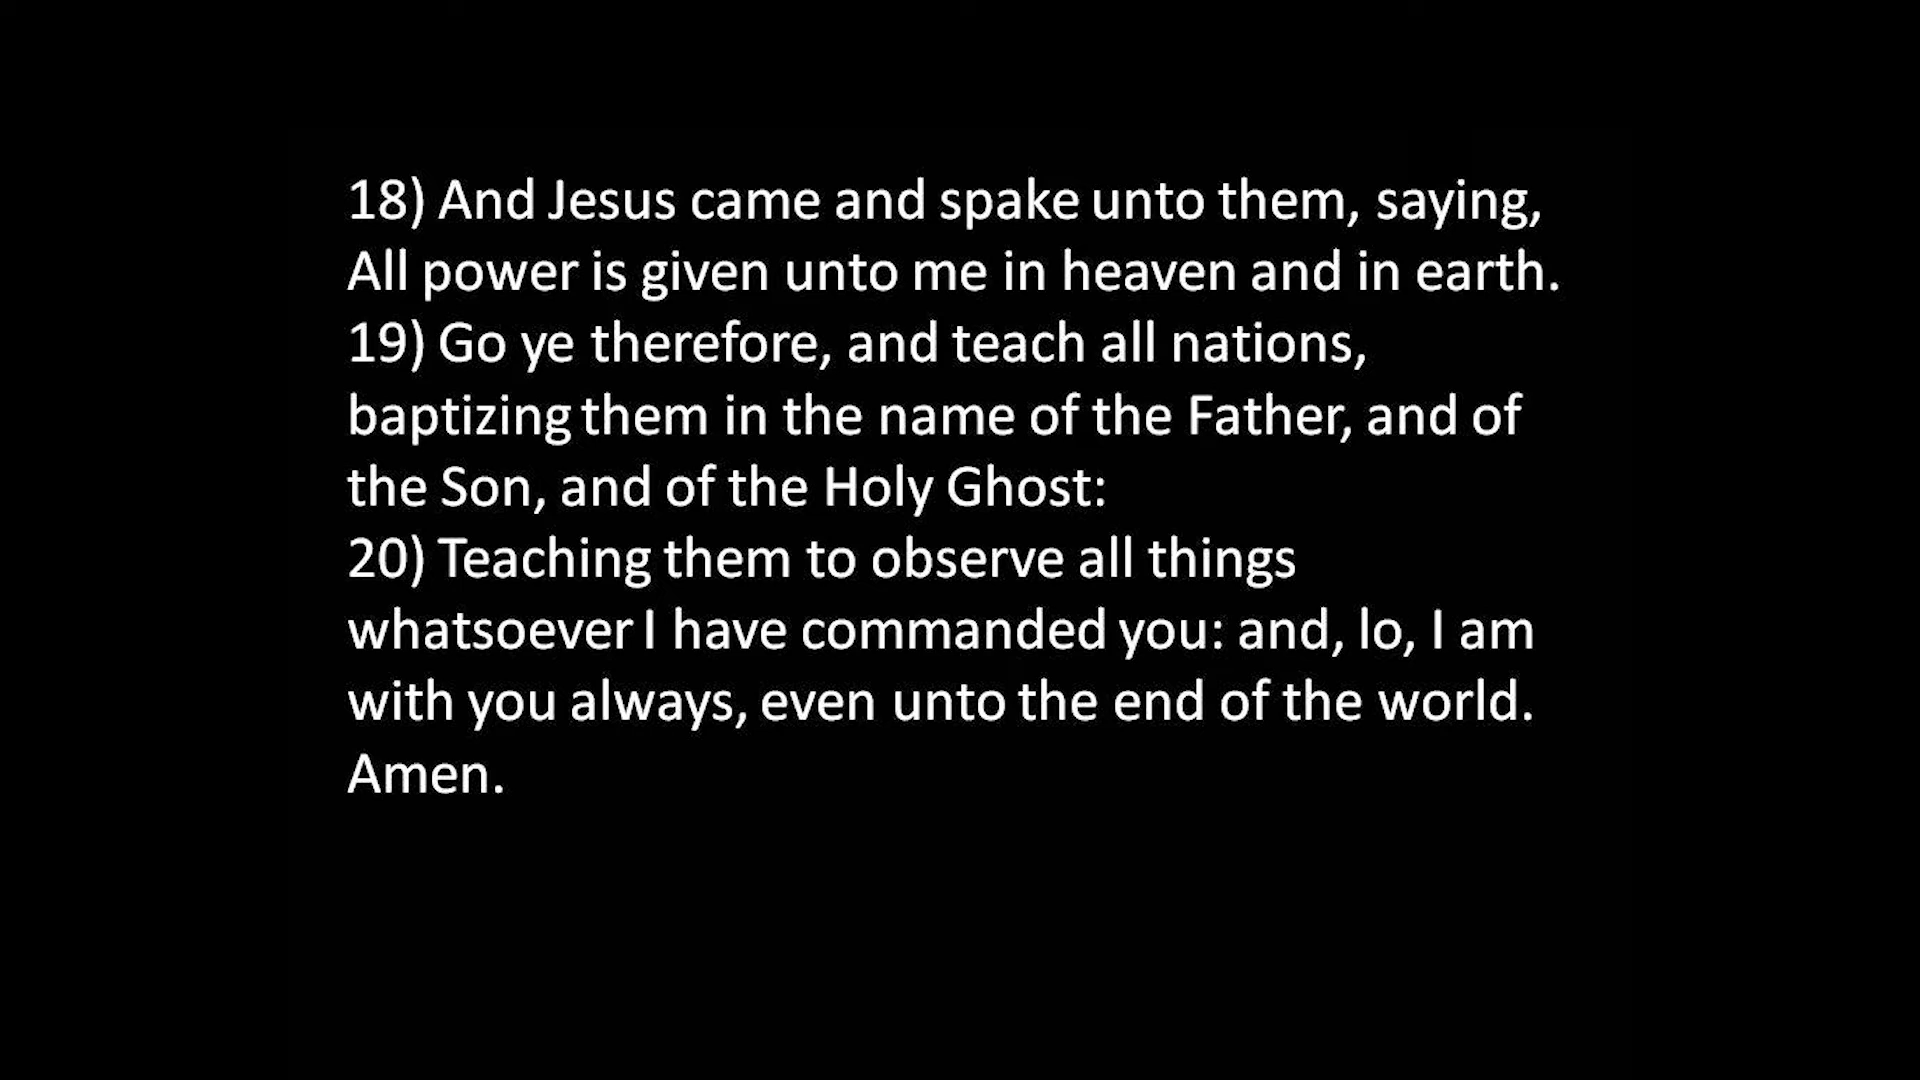 18) And Jesus came and spake unto them, saying,
All power is given unto me in heaven and in earth.
19) Go ye therefore, and teach all nations,
baptizing them in the name of the Father, and of
the Son, and of the Holy Ghost:
20) Teaching them to observe all things
whatsoever I have commanded you: and, lo, I am
with you always, even unto the end of the world.
Amen.